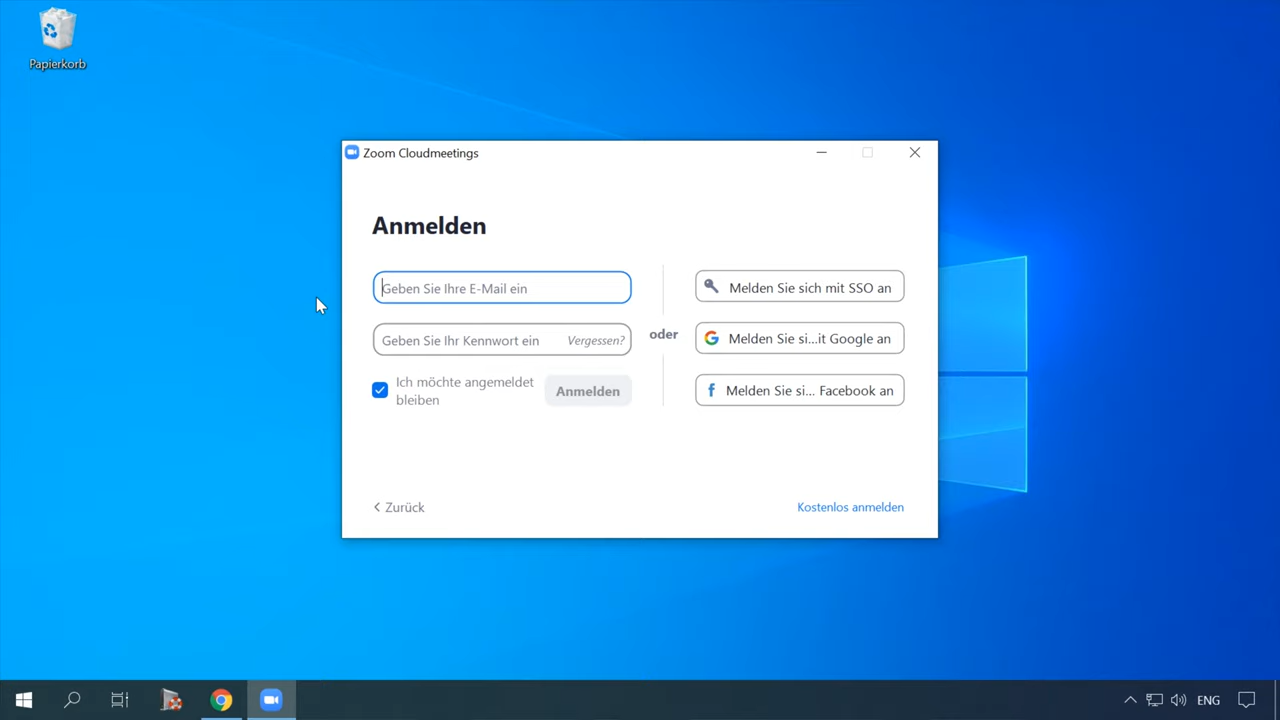 Papierkorb
Zoom Cloudmeetings
Anmelden
Geben Sie Ihre E-Mail ein
Geben Sie Ihr Kennwort ein
Vergessen?
Ich möchte angemeldet
bleiben
Anmelden
oder
Melden Sie sich mit SSO an
Melden Sie si...it Google an
Melden Sie si... Facebook an
Zurück
Kostenlos anmelden
ENG